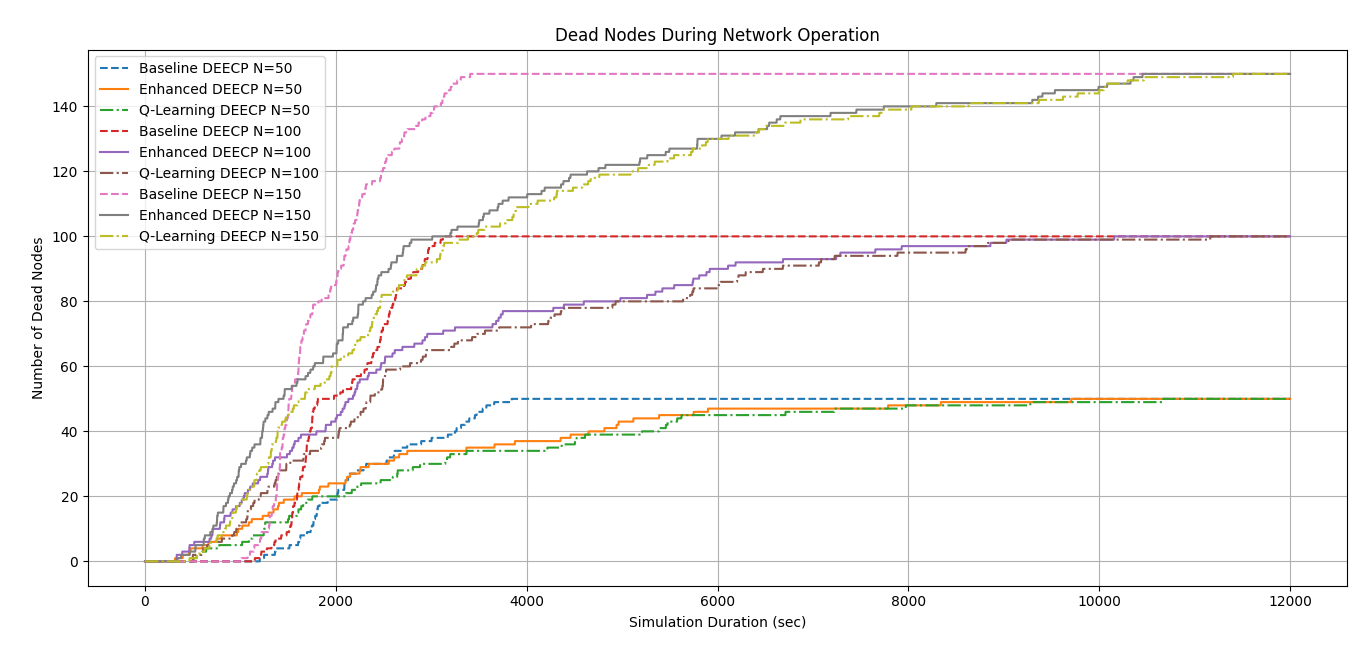 Dead Nodes During Network Operation
Baseline DEECP N=50
Enhanced DEECP N=50
Q-Learning DEECP N=50
Baseline DEECP N=100
Enhanced DEECP N=100
Q-Learning DEECP N=100
Baseline DEECP N=150
Enhanced DEECP N=150
Q-Learning DEECP N=150
Number of Dead Nodes
140
120
100
80
60
40
20
0
0 2000 4000 6000 8000 10000 12000
Simulation Duration (sec)